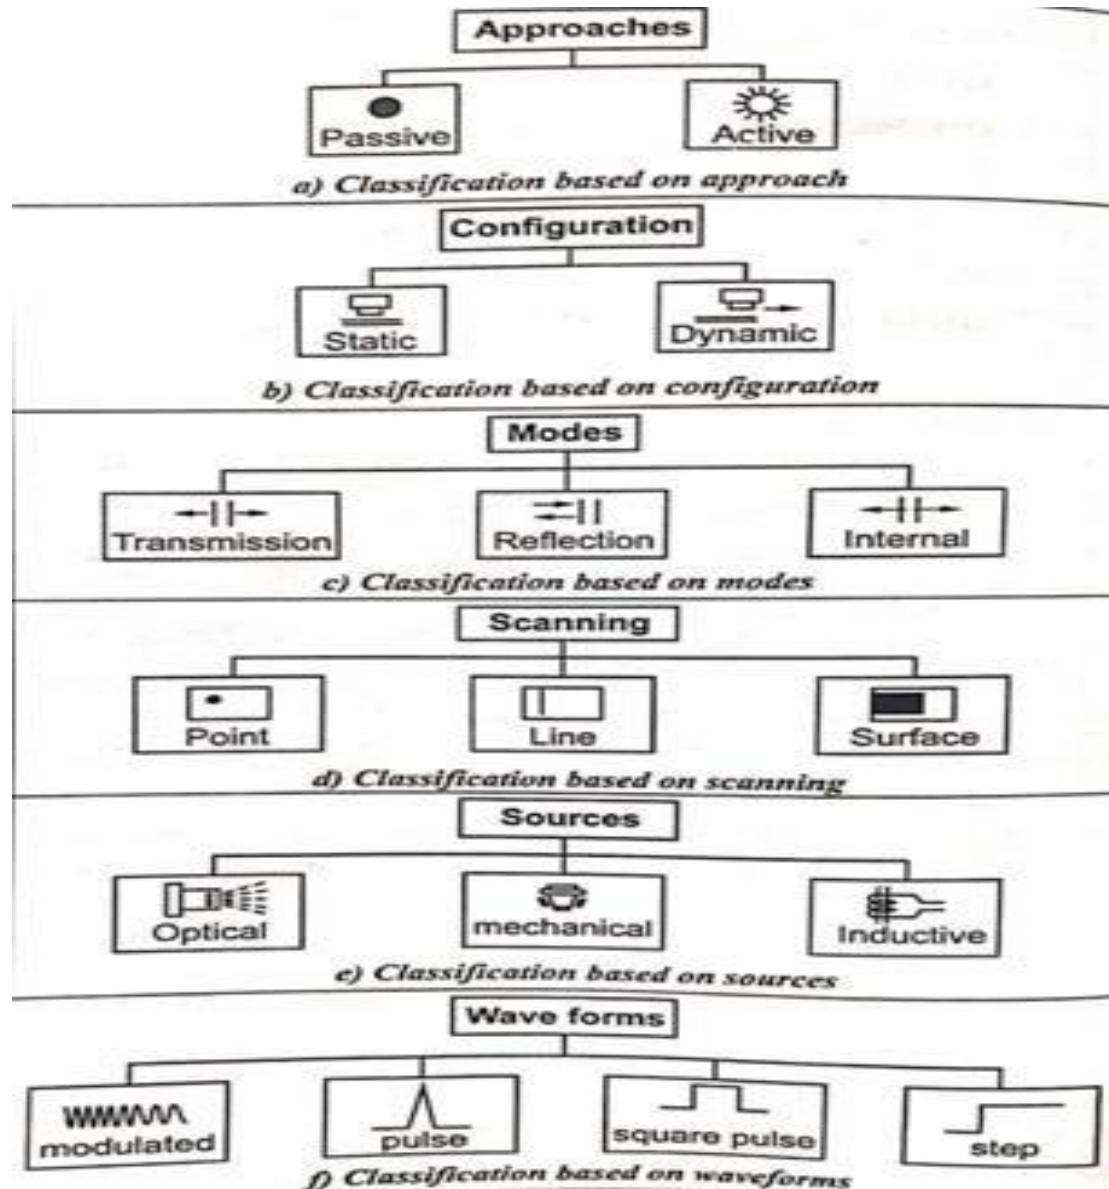 Approaches
Passive
Active
a) Classification based on approach
Configuration
Static
Dynamic
b) Classification based on configuration
Modes
Transmission
Reflection
Internal
c) Classification based on modes
Scanning
Point
Line
Surface
d) Classification based on scanning
Sources
Optical
mechanical
Inductive
e) Classification based on sources
Wave forms
modulated
pulse
square pulse
step
f) Classification based on waveforms